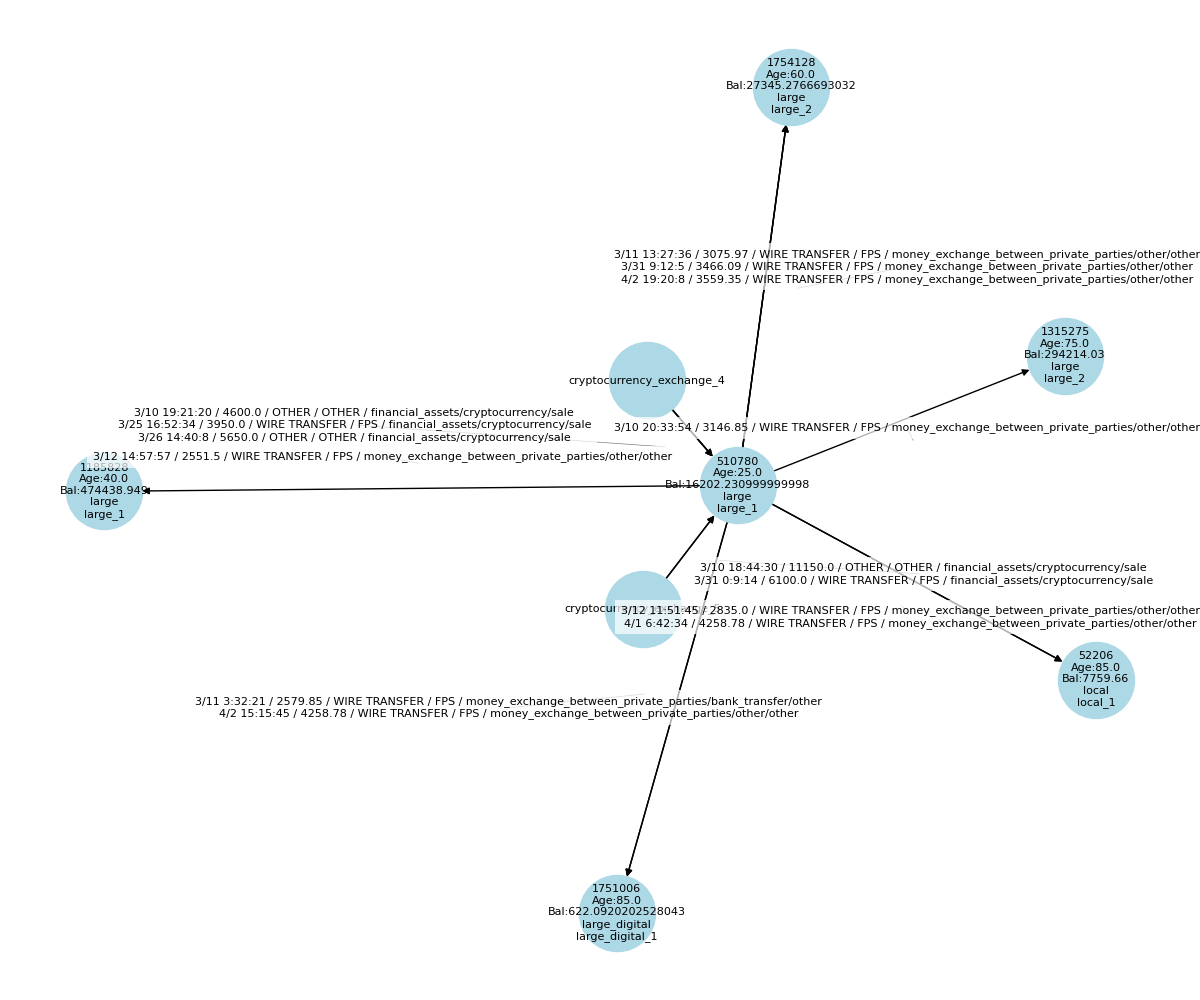 1754128
Age:60.0
Bal:27345.2766693032
large
large_2
3/11 13:27:36 / 3075.97 / WIRE TRANSFER / FPS / money_exchange_between_private_parties/other/other
3/31 9:12:5 / 3466.09 / WIRE TRANSFER / FPS / money_exchange_between_private_parties/other/other
4/2 19:20:8 / 3559.35 / WIRE TRANSFER / FPS / money_exchange_between_private_parties/other/other
1315275
Age:75.0
Bal:294214.03
large
large_2
cryptocurrency_exchange_4
3/10 19:21:20 / 4600.0 / OTHER / OTHER / financial_assets/cryptocurrency/sale
3/25 16:52:34 / 3950.0 / WIRE TRANSFER / FPS / financial_assets/cryptocurrency/sale
3/26 14:40:8 / 5650.0 / OTHER / OTHER / financial_assets/cryptocurrency/sale
3/10 20:33:54 / 3146.85 / WIRE TRANSFER / FPS / money_exchange_between_private_parties/other/other
3/12 14:57:57 / 2551.5 / WIRE TRANSFER / FPS / money_exchange_between_private_parties/other/other
1185828
Age:40.0
Bal:474438.949
large
large_1
510780
Age:25.0
Bal:16202.230999999998
large
large_1
3/10 18:44:30 / 11150.0 / OTHER / OTHER / financial_assets/cryptocurrency/sale
3/31 0:9:14 / 6100.0 / WIRE TRANSFER / FPS / financial_assets/cryptocurrency/sale
3/12 11:51:45 / 2835.0 / WIRE TRANSFER / FPS / money_exchange_between_private_parties/other/other
4/1 6:42:34 / 4258.78 / WIRE TRANSFER / FPS / money_exchange_between_private_parties/other/other
52206
Age:85.0
Bal:7759.66
local
local_1
3/11 3:32:21 / 2579.85 / WIRE TRANSFER / FPS / money_exchange_between_private_parties/bank_transfer/other
4/2 15:15:45 / 4258.78 / WIRE TRANSFER / FPS / money_exchange_between_private_parties/other/other
1751006
Age:85.0
Bal:622.0920202528043
large_digital
large_digital_1